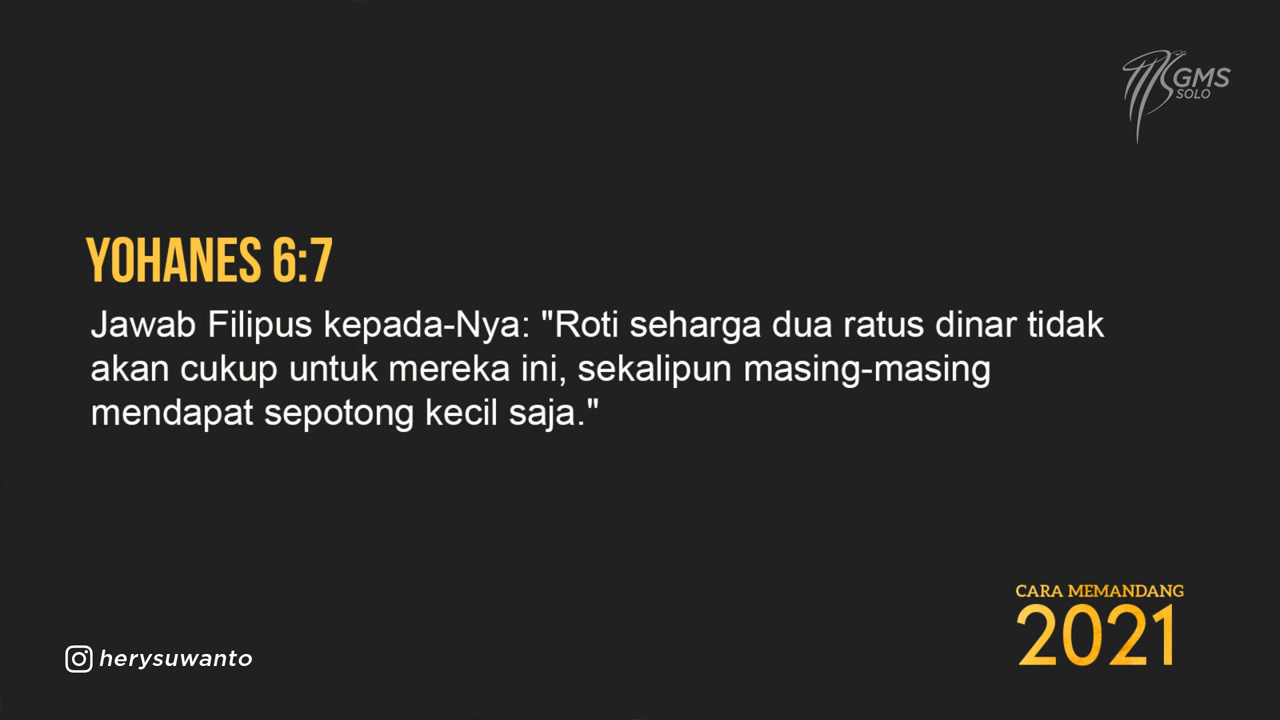 GMS
SOLO
YOHANES 6:7
Jawab Filipus kepada-Nya: "Roti seharga dua ratus dinar tidak
akan cukup untuk mereka ini, sekalipun masing-masing
mendapat sepotong kecil saja."
CARA MEMANDANG
2021
herysuwanto